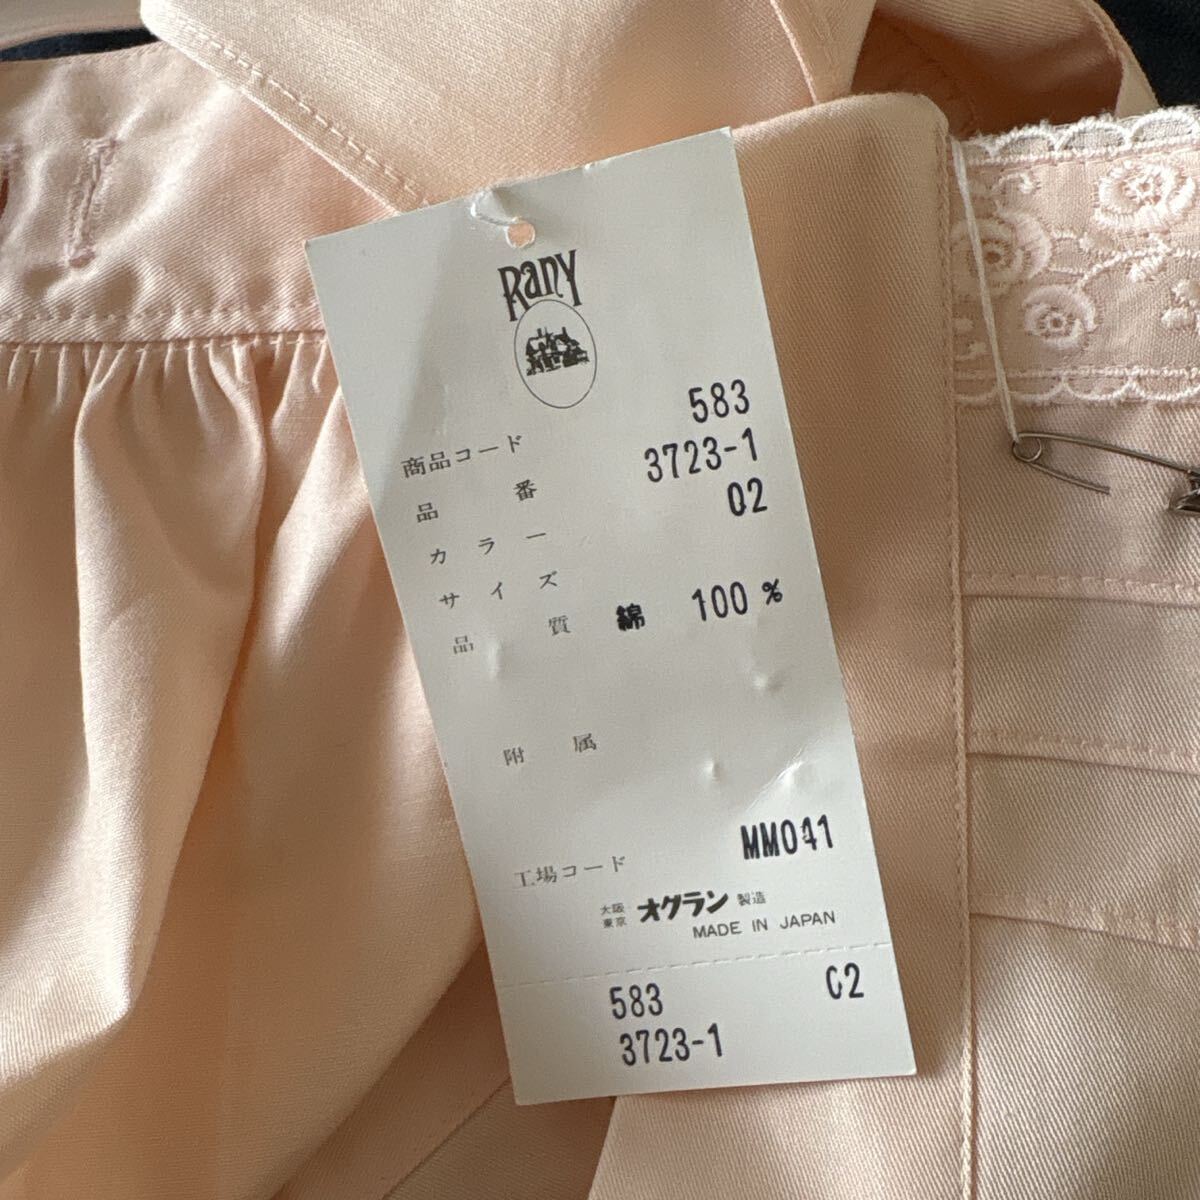 Rany
商品コード 583
品番 3723-1
カラー 02
サイズ
品質 綿 100 %
附属
工場コード MM041
大阪 東京 オグラン 製造
MADE IN JAPAN
583 02
3723-1